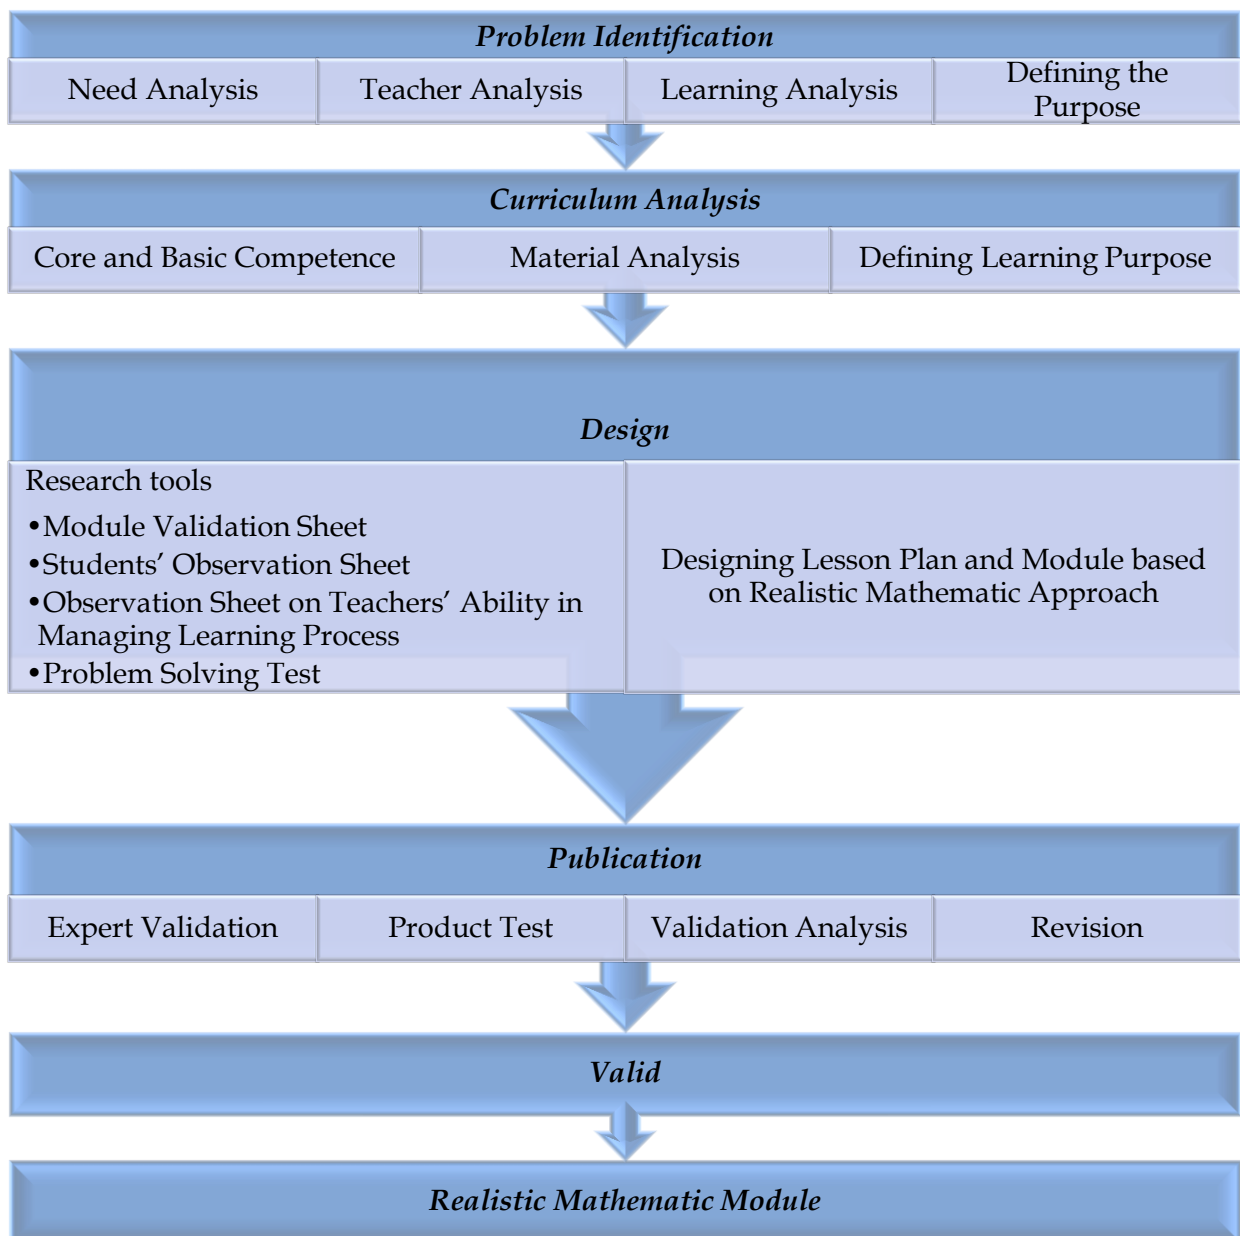 Problem Identification
Need Analysis
Teacher Analysis
Learning Analysis
Defining the
Purpose
Curriculum Analysis
Core and Basic Competence
Material Analysis
Defining Learning Purpose
Design
Research tools
•Module Validation Sheet
•Students’ Observation Sheet
•Observation Sheet on Teachers’ Ability in
Managing Learning Process
•Problem Solving Test
Designing Lesson Plan and Module based
on Realistic Mathematic Approach
Publication
Expert Validation
Product Test
Validation Analysis
Revision
Valid
Realistic Mathematic Module